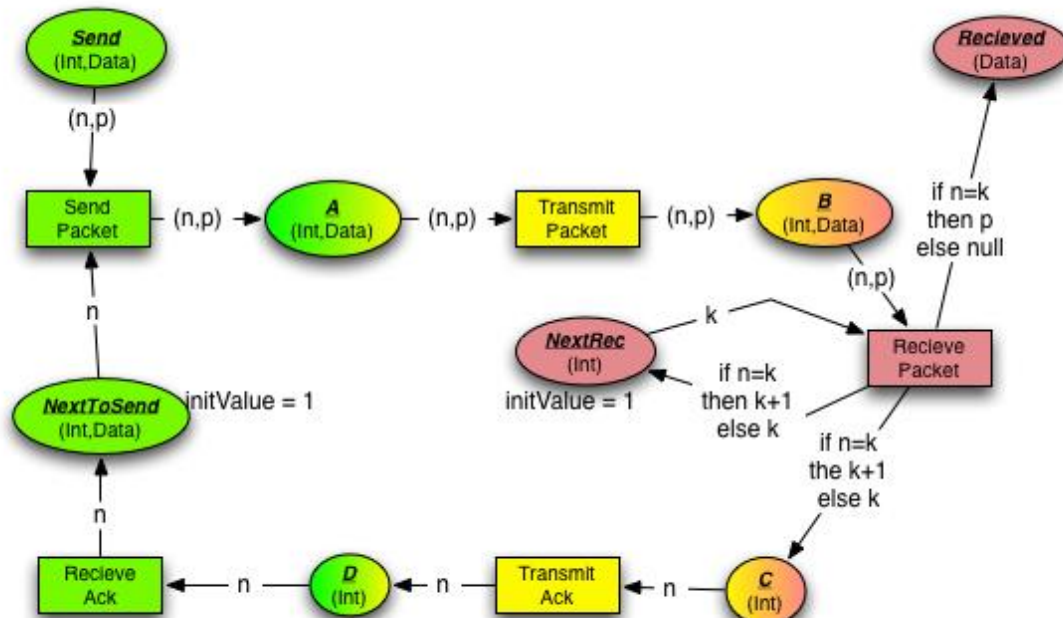 Send
(Int,Data)
Recieved
(Data)
(n,p)
if n=k
then p
else null
Send
Packet
(n,p)
A
(Int,Data)
(n,p)
Transmit
Packet
(n,p)
B
(Int,Data)
(n,p)
n
NextRec
(Int)
initValue = 1
k
Recieve
Packet
if n=k
then k+1
else k
NextToSend
(Int,Data)
initValue = 1
if n=k
the k+1
else k
n
Recieve
Ack
n
D
(Int)
n
Transmit
Ack
n
C
(Int)